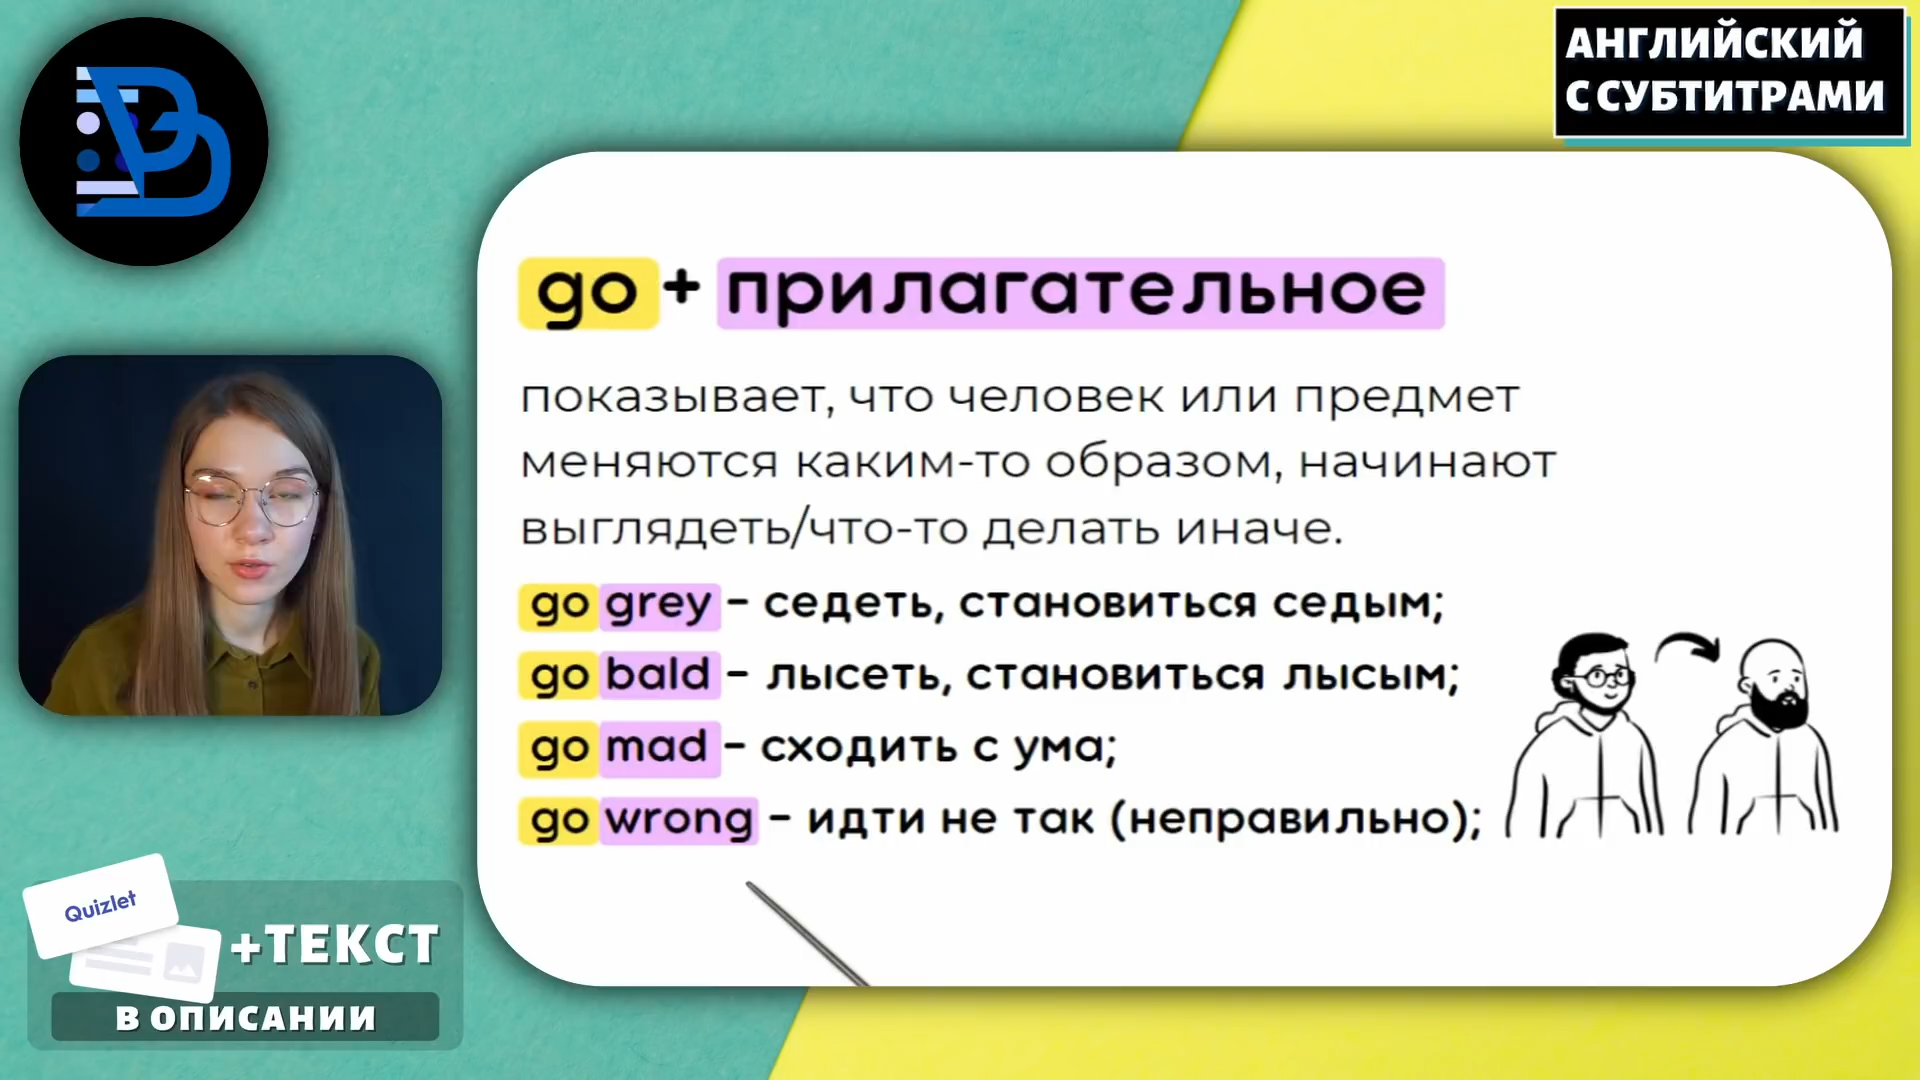 АНГЛИЙСКИЙ
С СУБТИТРАМИ
go + прилагательное
показывает, что человек или предмет
меняются каким-то образом, начинают
выглядеть/что-то делать иначе.
go grey – седеть, становиться седым;
go bald – лысеть, становиться лысым;
go mad – сходить с ума;
go wrong – идти не так (неправильно);
Quizlet
+ТЕКСТ
В ОПИСАНИИ